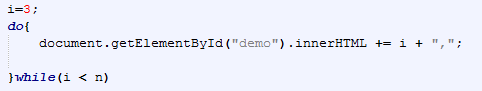 i=3;
do{
document.getElementById("demo").innerHTML += i + ",";
}while(i < n)